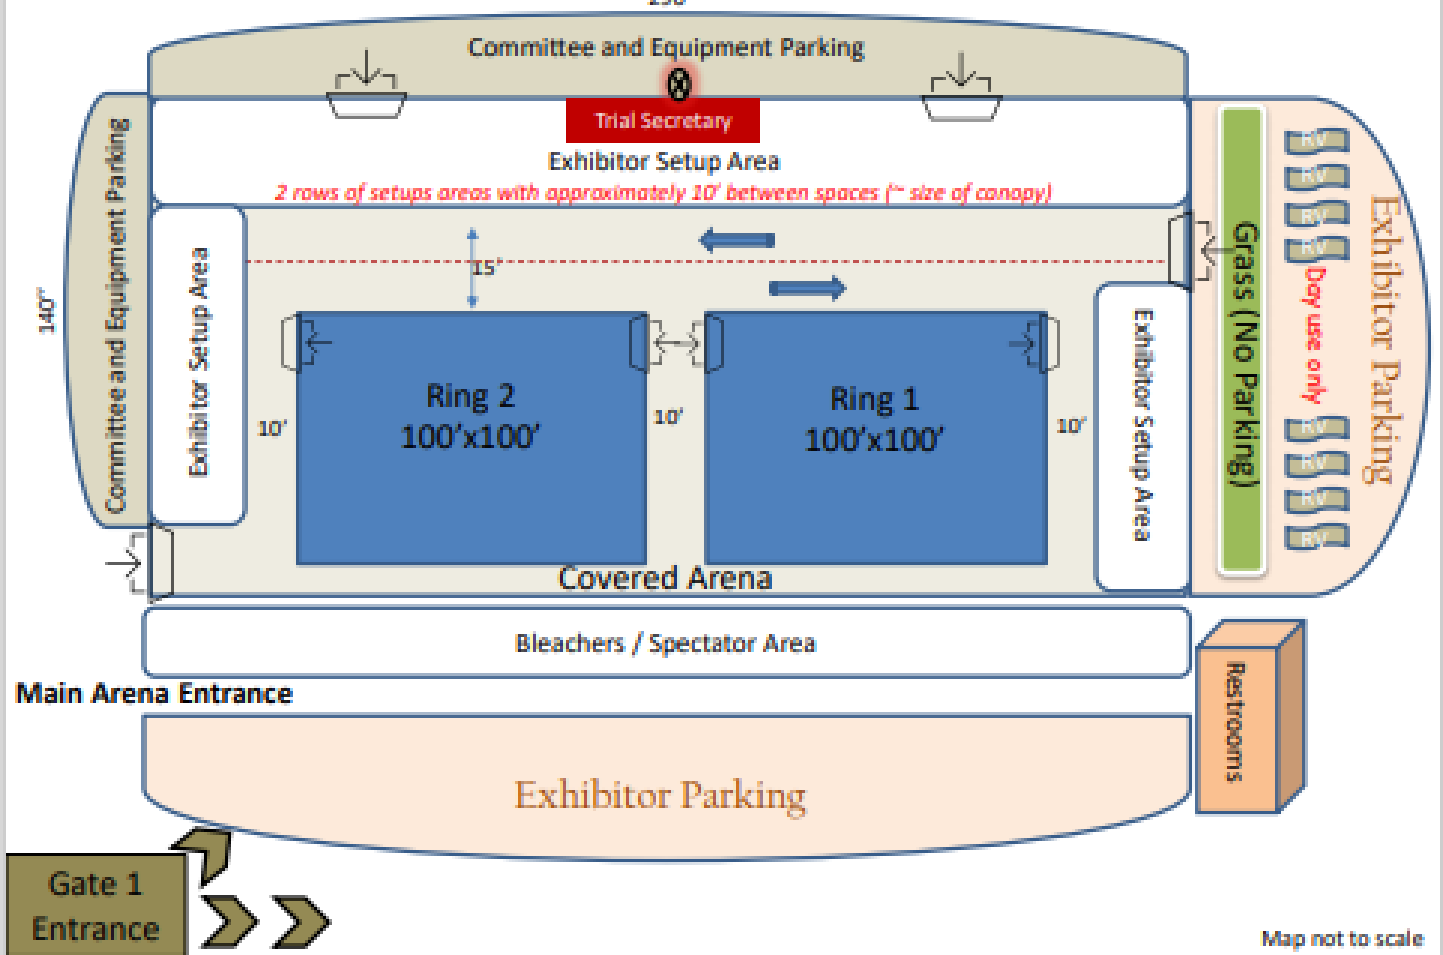 Committee and Equipment Parking
Trial Secretary
Exhibitor Setup Area
2 rows of setups areas with approximately 10' between spaces (~ size of canopy)
Committee and Equipment Parking
140'
Exhibitor Setup Area
15'
Ring 2
100'x100'
10'
10'
Ring 1
100'x100'
10'
Exhibitor Setup Area
Grass (No Parking)
RV
RV
RV
RV
Day use only
RV
RV
RV
RV
Exhibitor Parking
Covered Arena
Bleachers / Spectator Area
Main Arena Entrance
Restrooms
Exhibitor Parking
Gate 1
Entrance
Map not to scale